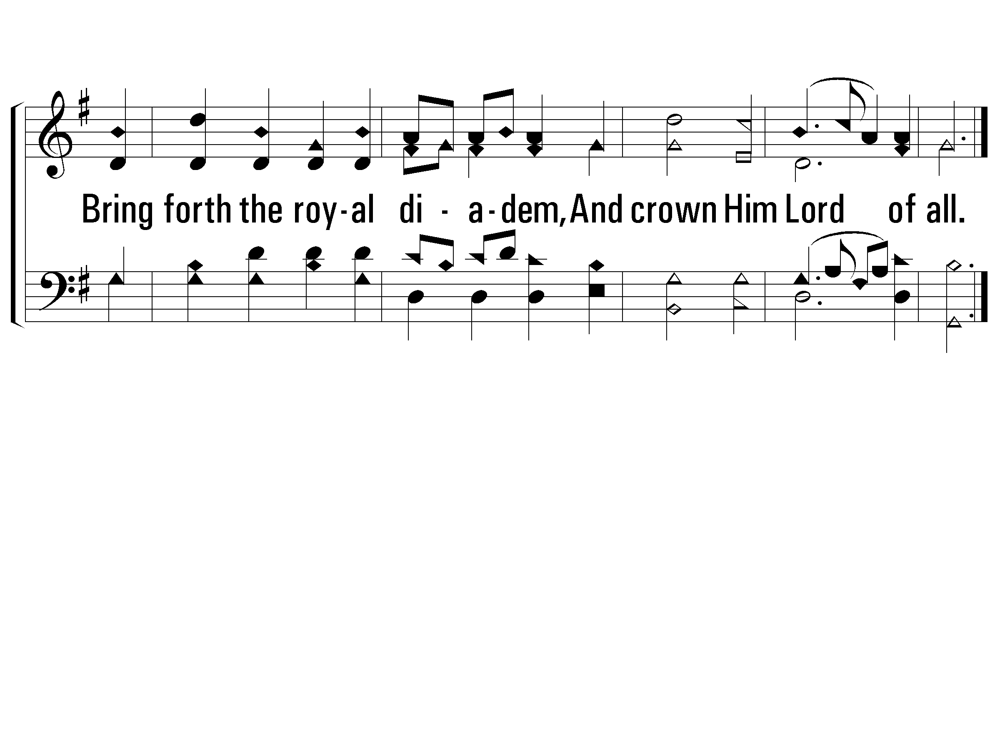 Bring forth the roy-al di - a-dem, And crown Him Lord of all.